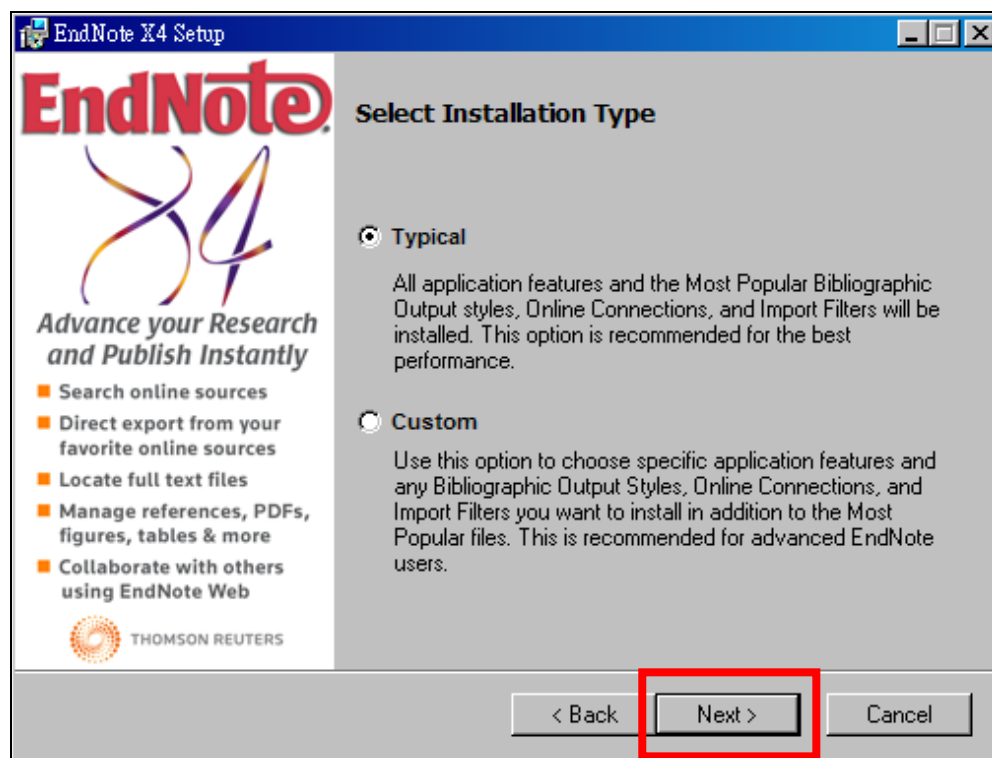 EndNote X4 Setup
EndNote
X4
Advance your Research
and Publish Instantly
Search online sources
Direct export from your
favorite online sources
Locate full text files
Manage references, PDFs,
figures, tables & more
Collaborate with others
using EndNote Web
THOMSON REUTERS
Select Installation Type
Typical
All application features and the Most Popular Bibliographic
Output styles, Online Connections, and Import Filters will be
installed. This option is recommended for the best
performance.
Custom
Use this option to choose specific application features and
any Bibliographic Output Styles, Online Connections, and
Import Filters you want to install in addition to the Most
Popular files. This is recommended for advanced EndNote
users.
< Back
Next >
Cancel